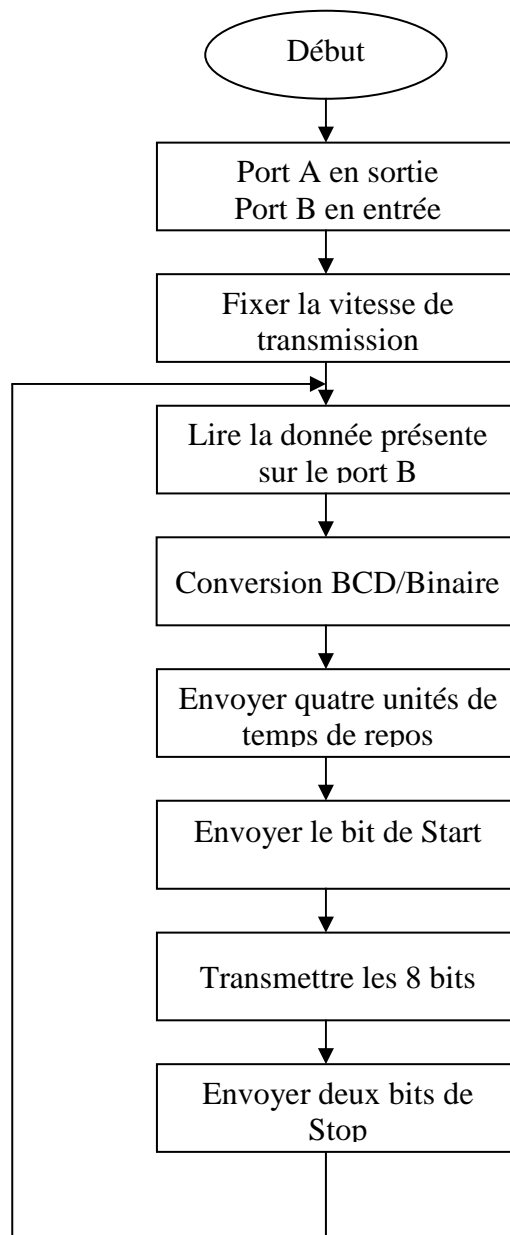 Début
Port A en sortie
Port B en entrée
Fixer la vitesse de
transmission
Lire la donnée présente
sur le port B
Conversion BCD/Binaire
Envoyer quatre unités de
temps de repos
Envoyer le bit de Start
Transmettre les 8 bits
Envoyer deux bits de
Stop